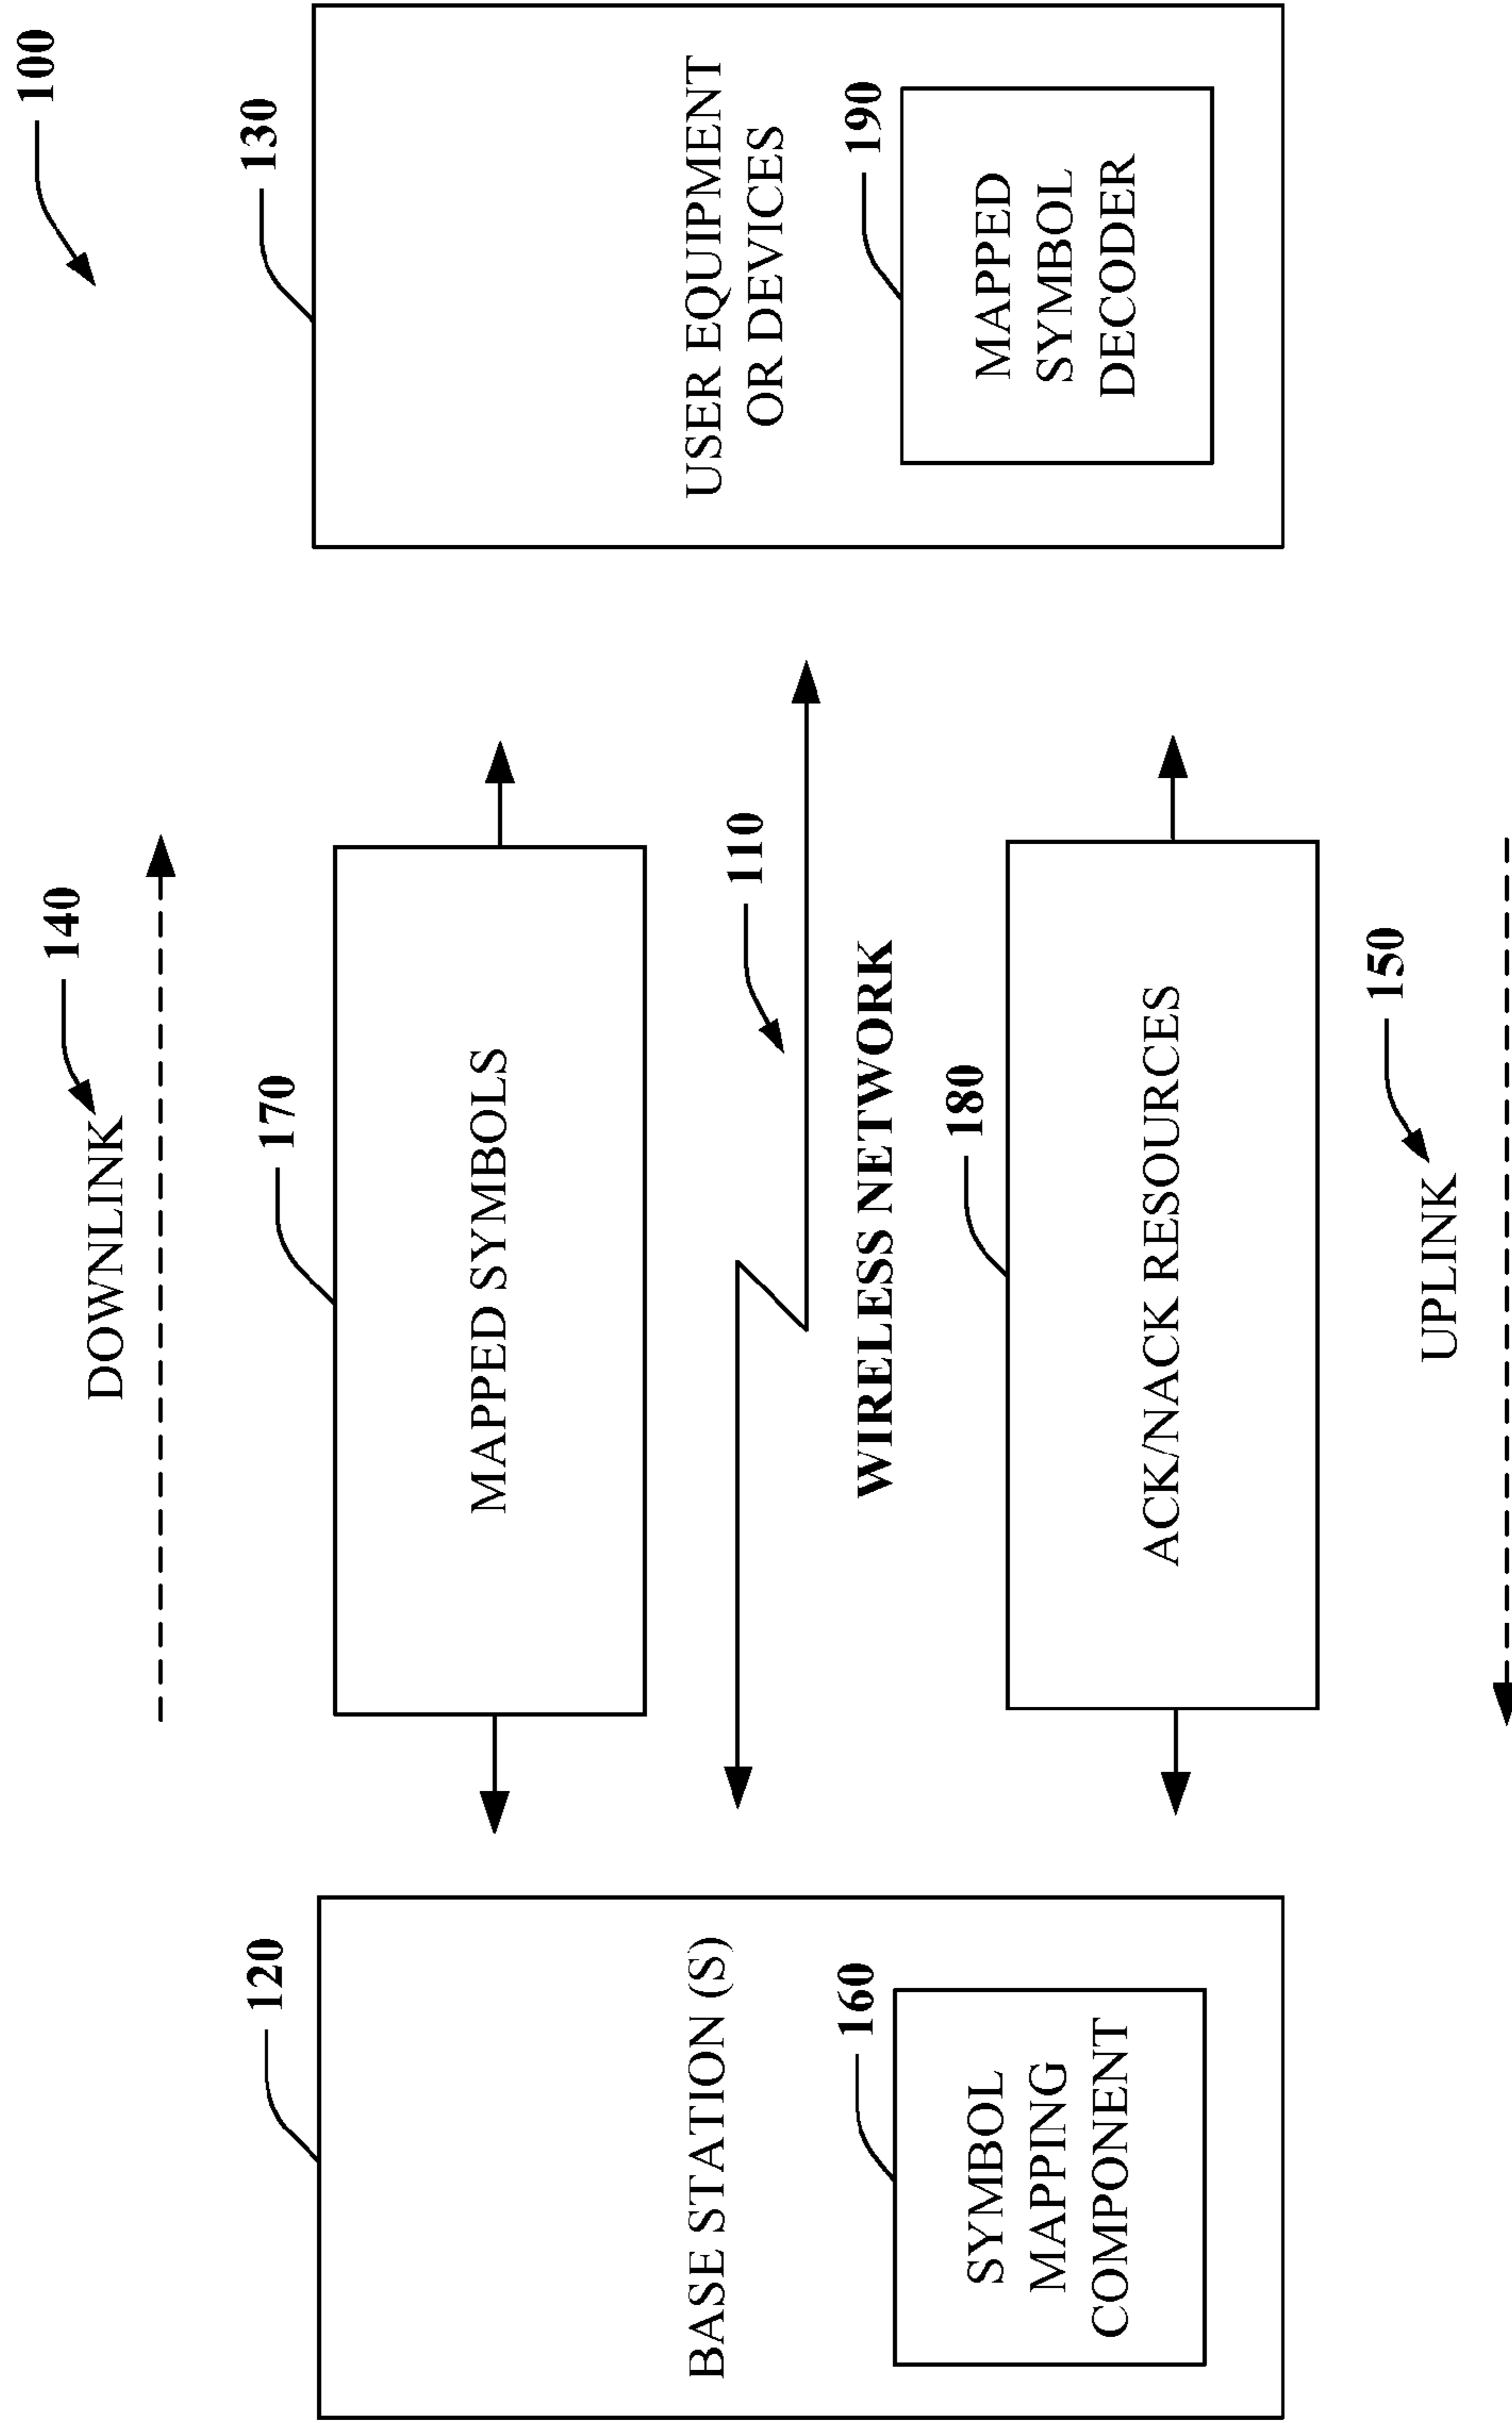 100
140
DOWNLINK
120
BASE STATION (S)
160
SYMBOL
MAPPING
COMPONENT
170
MAPPED SYMBOLS
110
WIRELESS NETWORK
180
ACK/NACK RESOURCES
150
UPLINK
130
USER EQUIPMENT
OR DEVICES
190
MAPPED
SYMBOL
DECODER